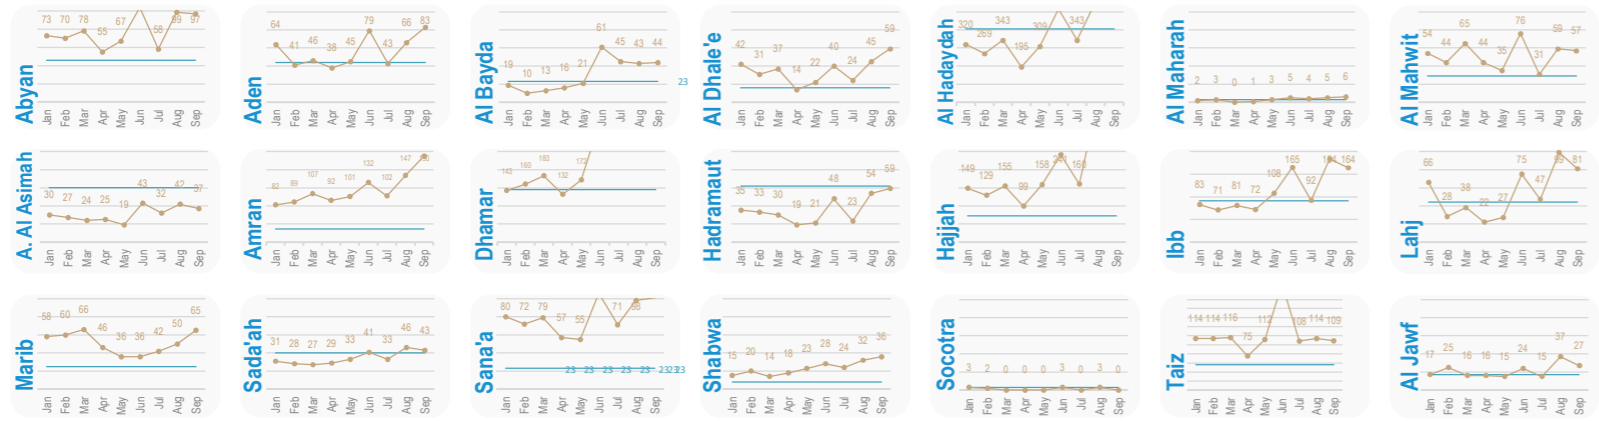 Abyan
73 70 78 55 67 58 89 97
Jan Feb Mar Apr May Jun Jul Aug Sep
Aden
64 41 46 38 45 79 43 66 83
Jan Feb Mar Apr May Jun Jul Aug Sep
Al Bayda
19 10 13 16 21 61 45 43 44
23
Jan Feb Mar Apr May Jun Jul Aug Sep
Al Dhale'e
42 31 37 14 22 40 24 45 59
Jan Feb Mar Apr May Jun Jul Aug Sep
Al Hadaydah
320 269 343 195 309 343
Jan Feb Mar Apr May Jun Jul Aug Sep
Al Maharah
2 3 0 1 3 5 4 5 6
Jan Feb Mar Apr May Jun Jul Aug Sep
Al Mahwit
54 44 65 44 35 76 31 59 57
Jan Feb Mar Apr May Jun Jul Aug Sep
A. Al Asimah
30 27 24 25 19 43 32 42 37
Jan Feb Mar Apr May Jun Jul Aug Sep
Amran
82 89 107 92 101 132 102 147
Jan Feb Mar Apr May Jun Jul Aug Sep
Dhamar
143 160 183 132 172
Jan Feb Mar Apr May Jun Jul Aug Sep
Hadramaut
35 33 30 19 21 48 23 54 59
Jan Feb Mar Apr May Jun Jul Aug Sep
Hajjah
149 129 155 99 158 160
Jan Feb Mar Apr May Jun Jul Aug Sep
Ibb
83 71 81 72 108 165 92 164
Jan Feb Mar Apr May Jun Jul Aug Sep
Lahj
66 28 38 22 27 75 47 99 81
Jan Feb Mar Apr May Jun Jul Aug Sep
Marib
58 60 66 46 36 36 42 50 65
Jan Feb Mar Apr May Jun Jul Aug Sep
Sada'ah
31 28 27 29 33 41 33 46 43
Jan Feb Mar Apr May Jun Jul Aug Sep
Sana'a
80 72 79 57 55 71 98
23 23 23 23 23 23 23
Jan Feb Mar Apr May Jun Jul Aug Sep
Shabwa
15 20 14 18 23 28 24 32 36
Jan Feb Mar Apr May Jun Jul Aug Sep
Socotra
3 2 0 0 0 3 0 3 0
Jan Feb Mar Apr May Jun Jul Aug Sep
Taiz
114 114 116 75 112 108 114 109
Jan Feb Mar Apr May Jun Jul Aug Sep
Al Jawf
17 25 16 16 15 24 15 37 27
Jan Feb Mar Apr May Jun Jul Aug Sep